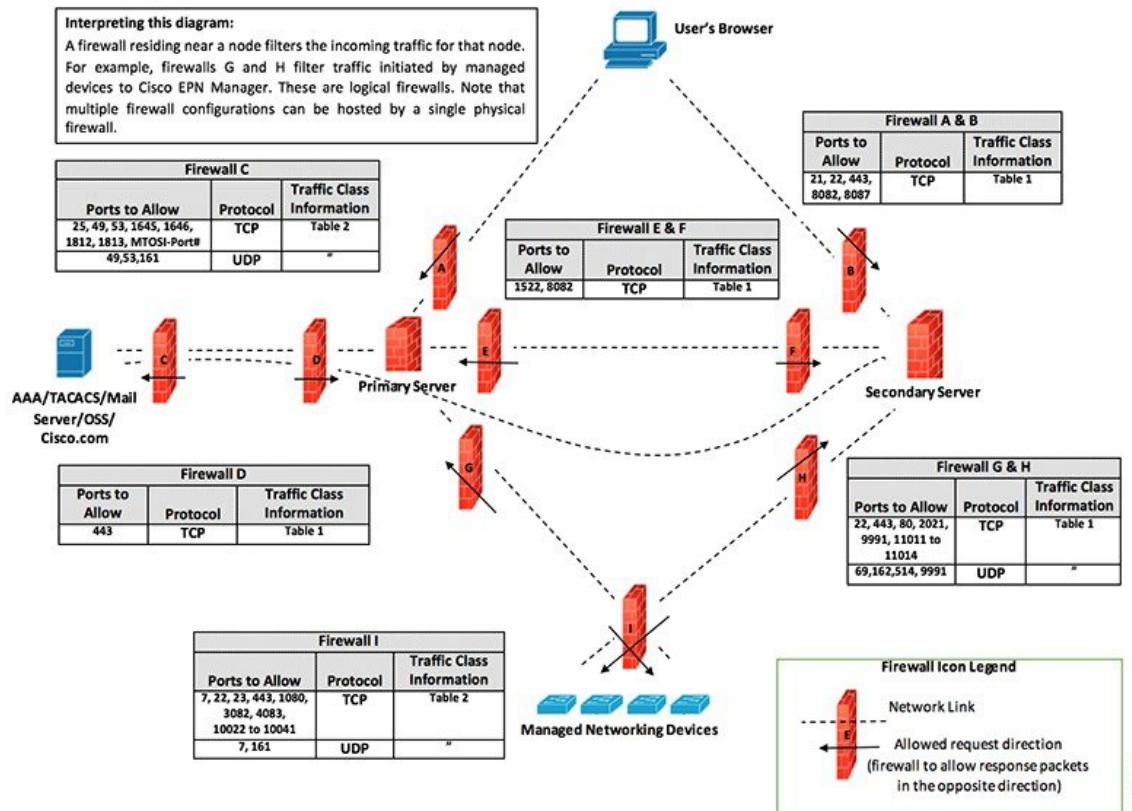 Interpreting this diagram:
A firewall residing near a node filters the incoming traffic for that node.
For example, firewalls G and H filter traffic initiated by managed
devices to Cisco EPN Manager. These are logical firewalls. Note that
multiple firewall configurations can be hosted by a single physical
firewall.
User's Browser
Firewall A & B
Ports to Allow Protocol Traffic Class Information
21, 22, 443, 8082, 8087 TCP Table 1
Firewall C
Ports to Allow Protocol Traffic Class Information
25, 49, 53, 1645, 1646, 1812, 1813, MTOSI-Port# TCP Table 2
49,53,161 UDP "
Firewall E & F
Ports to Allow Protocol Traffic Class Information
1522, 8082 TCP Table 1
A
B
C
D
Primary Server
E
F
Secondary Server
AAA/TACACS/Mail
Server/OSS/
Cisco.com
G
H
Firewall D
Ports to Allow Protocol Traffic Class Information
443 TCP Table 1
Firewall G & H
Ports to Allow Protocol Traffic Class Information
22, 443, 80, 2021, 9991, 11011 to 11014 TCP Table 1
69,162,514, 9991 UDP "
I
Firewall I
Ports to Allow Protocol Traffic Class Information
7, 22, 23, 443, 1080, 3082, 4083, 10022 to 10041 TCP Table 2
7, 161 UDP "
Managed Networking Devices
Firewall Icon Legend
Network Link
E
Allowed request direction
(firewall to allow response packets
in the opposite direction)